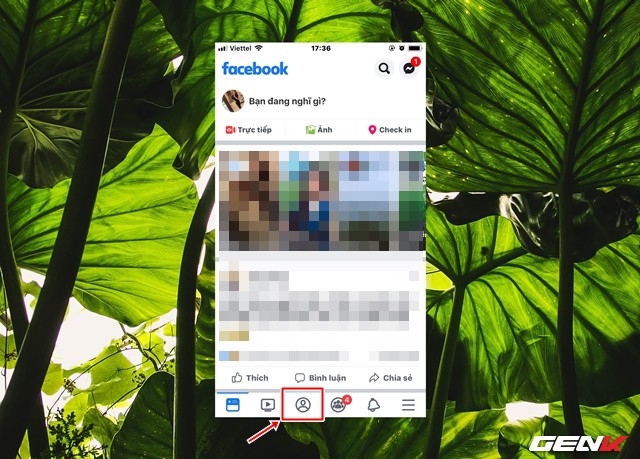 Viettel 17:36
facebook
1
Bạn đang nghĩ gì?
Trực tiếp Ảnh Check in
Thích Bình luận Chia sẻ
4
GENK